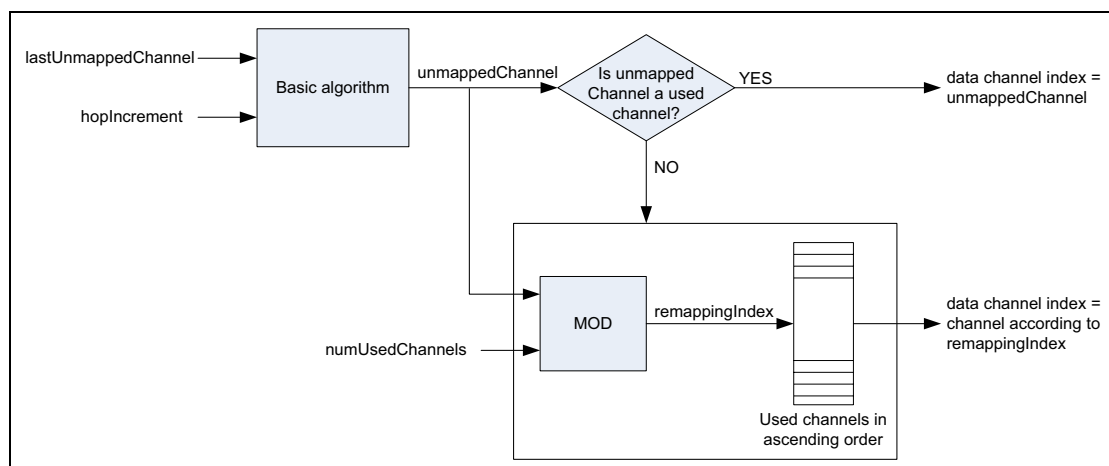 lastUnmappedChannel
hopIncrement
Basic algorithm
unmappedChannel
Is unmapped
Channel a used
channel?
YES
data channel index =
unmappedChannel
NO
numUsedChannels
MOD
remappingIndex
data channel index =
channel according to
remappingIndex
Used channels in
ascending order